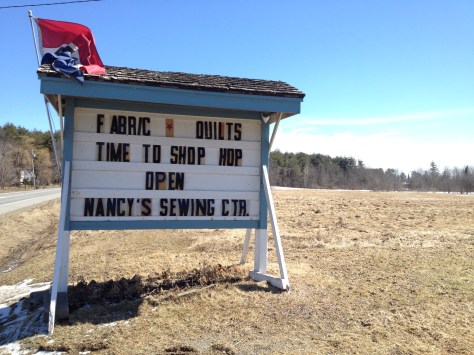 FABRIC QUILTS
TIME TO SHOP HOP
OPEN
NANCY'S SEWING CTR.